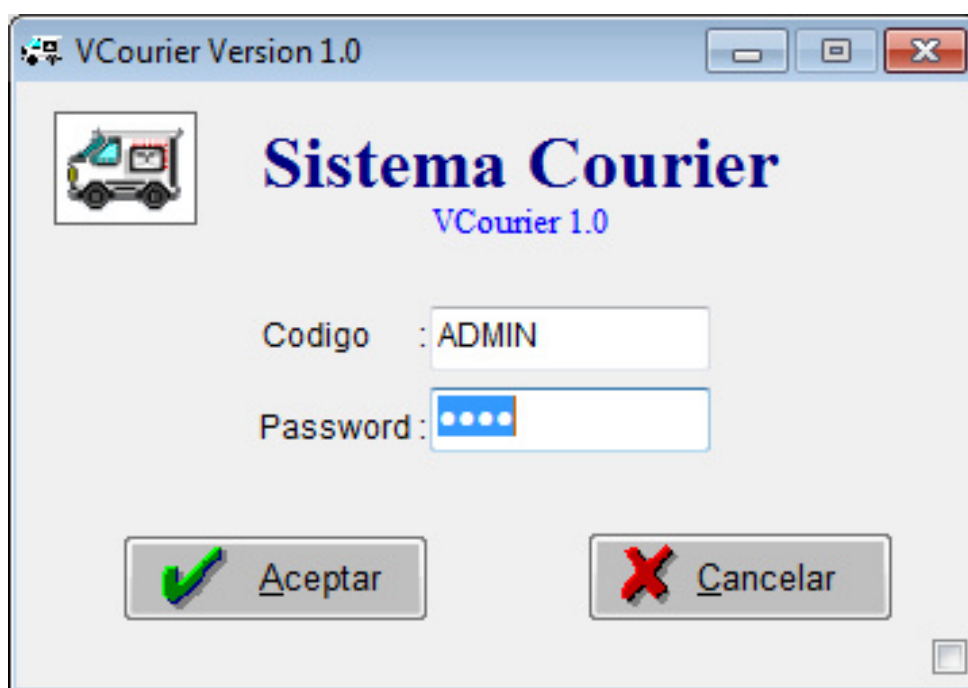 VCourier Version 1.0
Sistema Courier
VCourier 1.0
Codigo : ADMIN
Password : ••••
Aceptar Cancelar